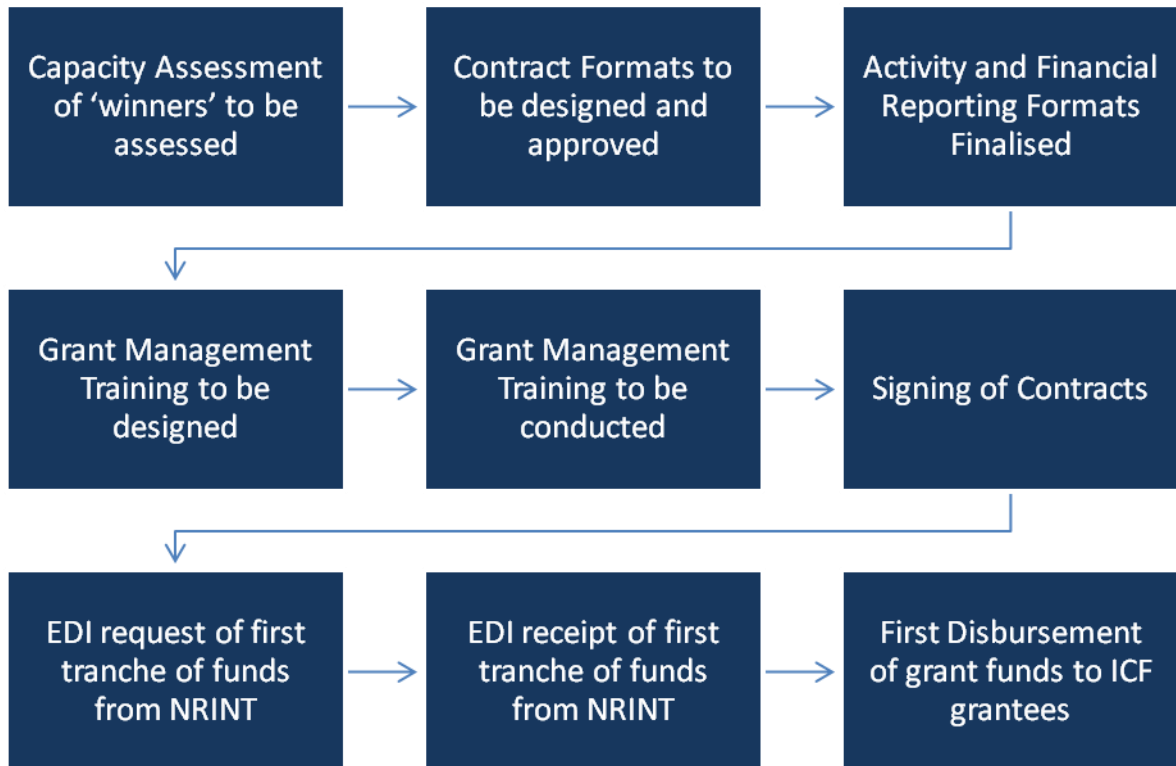 Capacity Assessment
of ‘winners’ to be
assessed
Contract Formats to
be designed and
approved
Activity and Financial
Reporting Formats
Finalised
Grant Management
Training to be
designed
Grant Management
Training to be
conducted
Signing of Contracts
EDI request of first
tranche of funds
from NRINT
EDI receipt of first
tranche of funds
from NRINT
First Disbursement
of grant funds to ICF
grantees